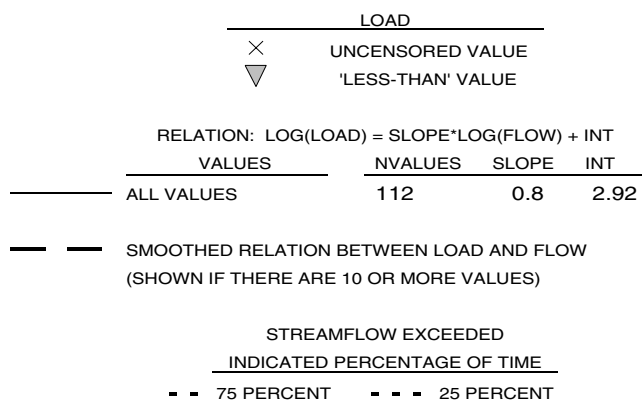 LOAD
UNCENSORED VALUE
'LESS-THAN' VALUE
RELATION: LOG(LOAD) = SLOPE*LOG(FLOW) + INT
VALUES NVALUES SLOPE INT
ALL VALUES 112 0.8 2.92
SMOOTHED RELATION BETWEEN LOAD AND FLOW
(SHOWN IF THERE ARE 10 OR MORE VALUES)
STREAMFLOW EXCEEDED
INDICATED PERCENTAGE OF TIME
75 PERCENT 25 PERCENT